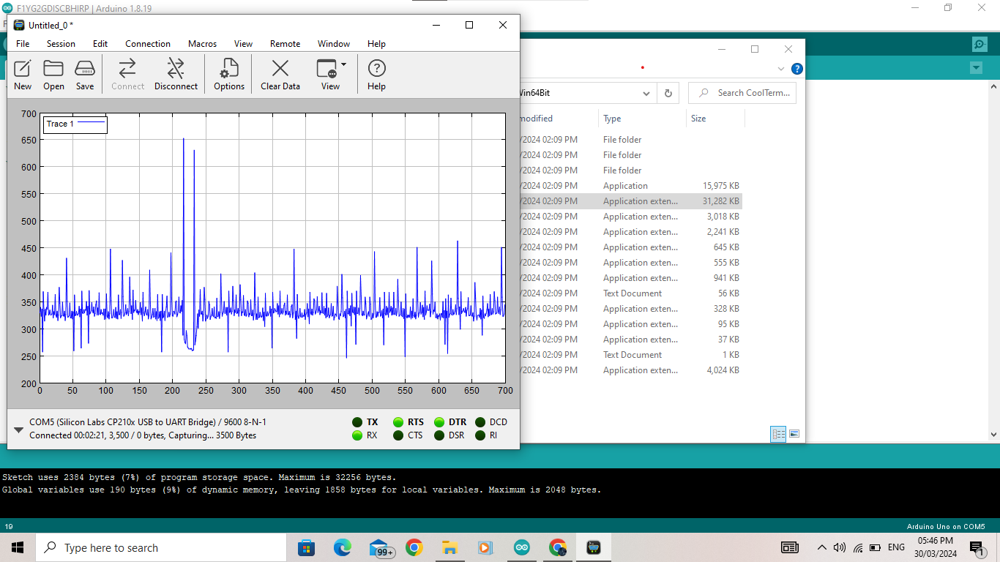 F1YG2GDISCBHIRP | Arduino 1.8.19
Untitled_0 *
File Session Edit Connection Macros View Remote Window Help
New Open Save Connect Disconnect Options Clear Data View Help
Trace 1
700
650
600
550
500
450
400
350
300
250
200
0 50 100 150 200 250 300 350 400 450 500 550 600 650 700
COM5 (Silicon Labs CP210x USB to UART Bridge) / 9600 8-N-1
Connected 00:02:21, 3,500 / 0 bytes, Capturing... 3500 Bytes
TX RTS DTR DCD
RX CTS DSR RI
Win64Bit
Search CoolTerm...
modified Type Size
/2024 02:09 PM File folder
/2024 02:09 PM File folder
/2024 02:09 PM File folder
/2024 02:09 PM Application 15,975 KB
/2024 02:09 PM Application exten... 31,282 KB
/2024 02:09 PM Application exten... 3,018 KB
/2024 02:09 PM Application exten... 2,241 KB
/2024 02:09 PM Application exten... 645 KB
/2024 02:09 PM Application exten... 555 KB
/2024 02:09 PM Application exten... 941 KB
/2024 02:09 PM Text Document 56 KB
/2024 02:09 PM Application exten... 328 KB
/2024 02:09 PM Application exten... 95 KB
/2024 02:09 PM Application exten... 37 KB
/2024 02:09 PM Text Document 1 KB
/2024 02:09 PM Application exten... 4,024 KB
Sketch uses 2384 bytes (7%) of program storage space. Maximum is 32256 bytes.
Global variables use 190 bytes (9%) of dynamic memory, leaving 1858 bytes for local variables. Maximum is 2048 bytes.
19
Arduino Uno on COM5
Type here to search
99+
ENG
05:46 PM
30/03/2024
1